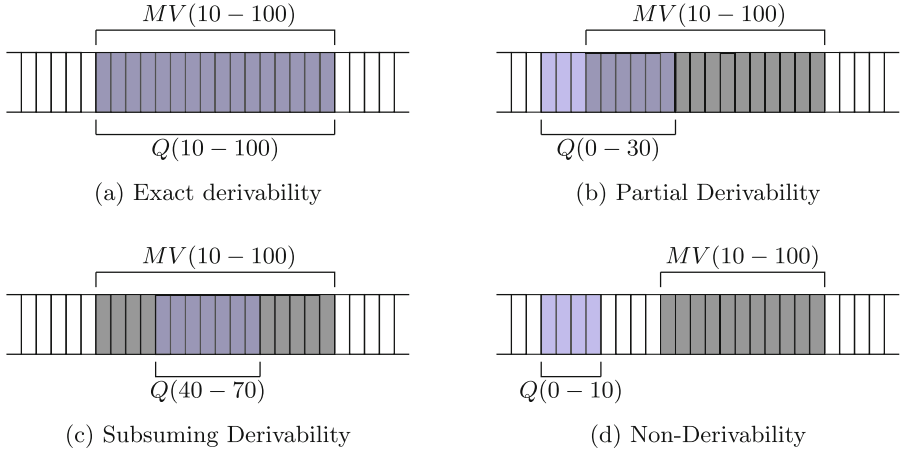 MV(10 − 100)
Q(10 − 100)
(a) Exact derivability
MV(10 − 100)
Q(0 − 30)
(b) Partial Derivability
MV(10 − 100)
Q(40 − 70)
(c) Subsuming Derivability
MV(10 − 100)
Q(0 − 10)
(d) Non-Derivability